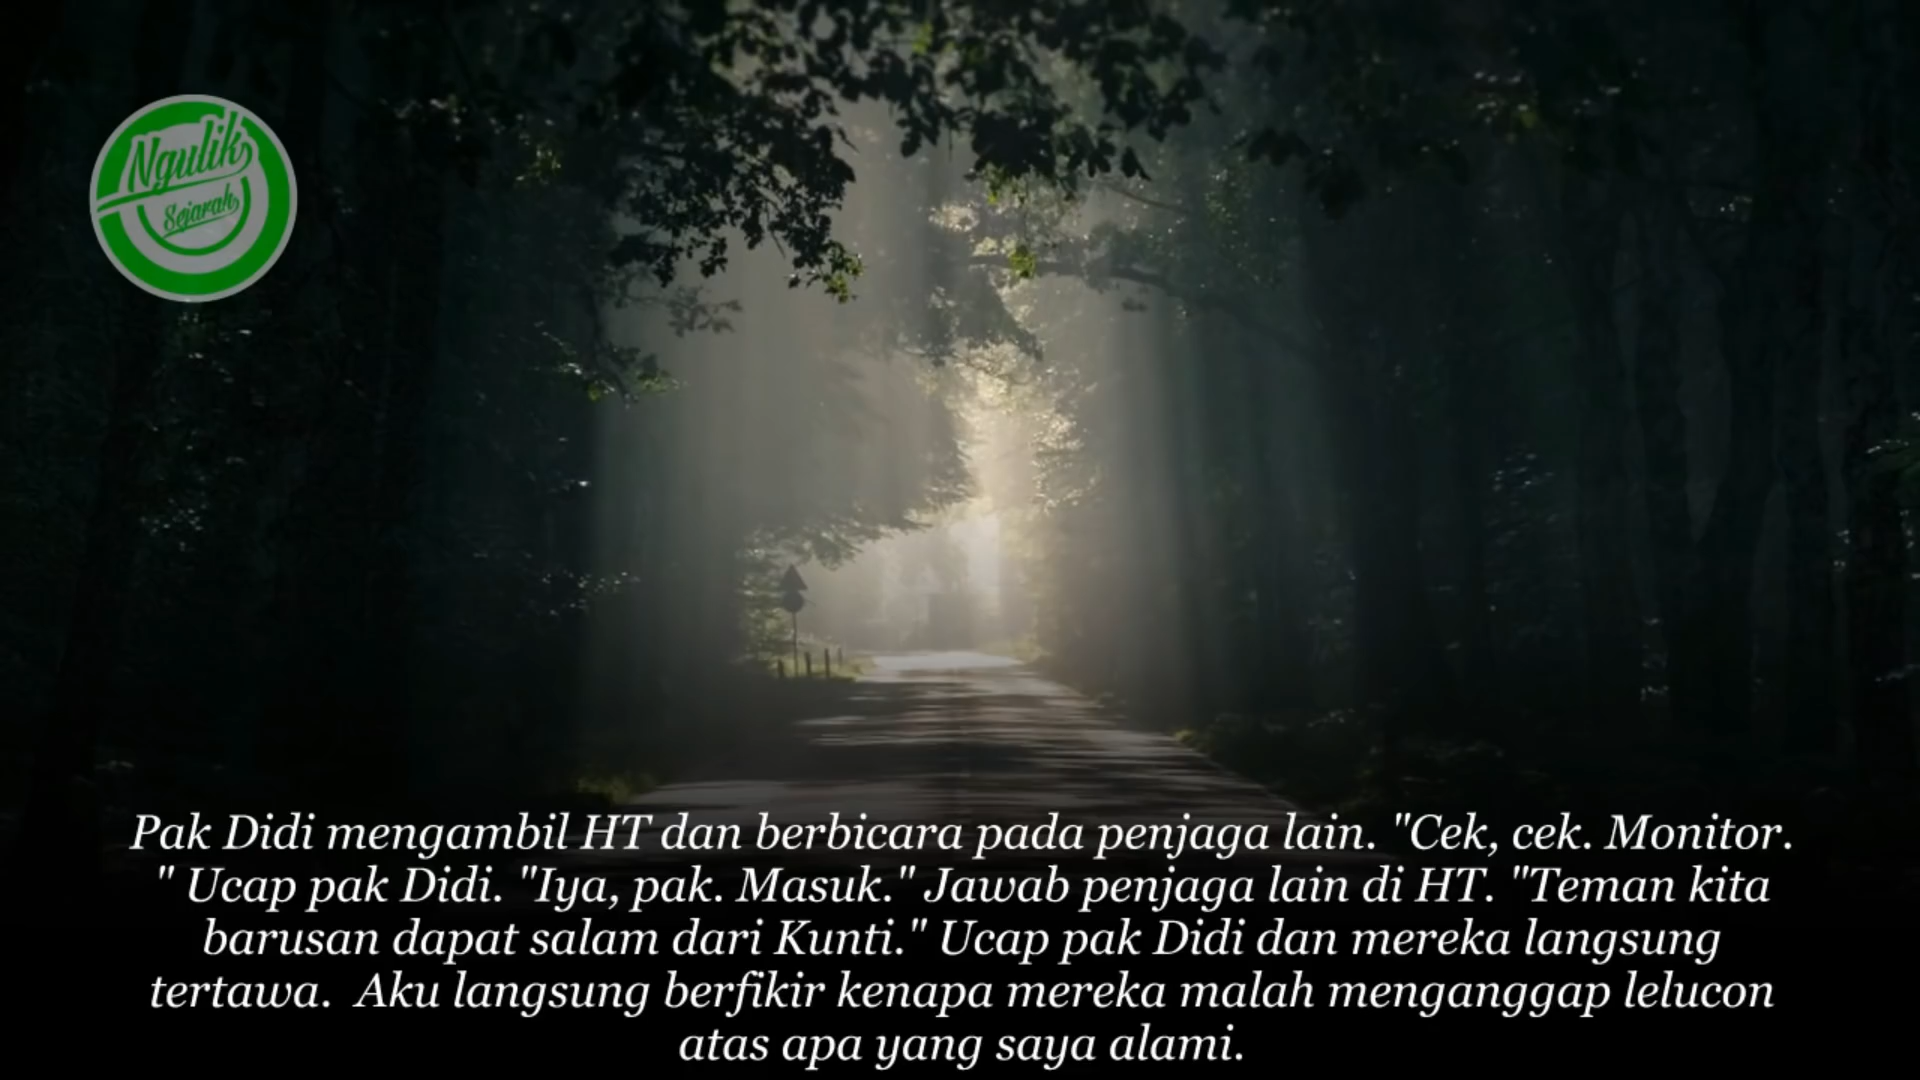 Ngulik
Sejarah
Pak Didi mengambil HT dan berbicara pada penjaga lain. "Cek, cek. Monitor.
" Ucap pak Didi. "Iya, pak. Masuk." Jawab penjaga lain di HT. "Teman kita
barusan dapat salam dari Kunti." Ucap pak Didi dan mereka langsung
tertawa.  Aku langsung berfikir kenapa mereka malah menganggap lelucon
atas apa yang saya alami.